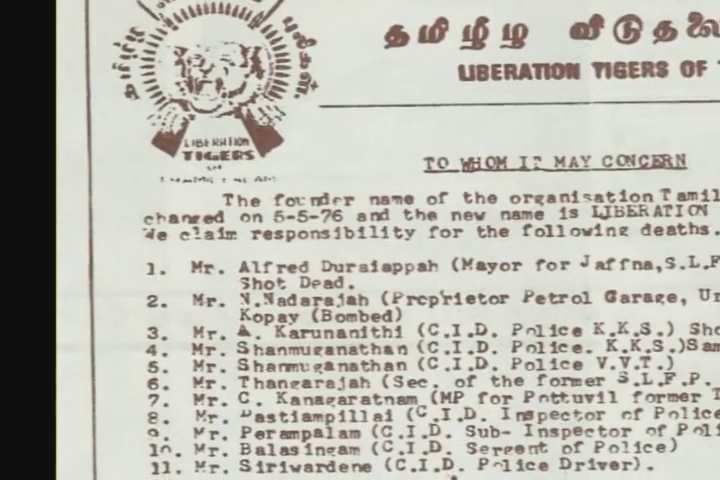 தமிழீழ விடுதலை
LIBERATION TIGERS OF
LIBERATION
TIGERS
TO WHOM IT MAY CONCERN
The founder name of the organisation Tamil
changed on 5-5-76 and the new name is LIBERATION
We claim responsibility for the following deaths.
1. Mr. Alfred Duraiappah (Mayor for Jaffna,S.L.F
Shot Dead.
2. Mr. N.Nadarajah (Proprietor Petrol Garage, Ur
Kopay (Bombed)
3. Mr. A. Karunanithi (C.I.D. Police K.K.S.) Sho
4. Mr. Shanmuganathan (C.I.D. Police. K.K.S.)Sam
5. Mr. Shanmuganathan (C.I.D. Police V.V.T.)
6. Mr. Thangarajah (Sec. of the former S.L.F.P.
7. Mr. C. Kanagaratnam (MP for Pottuvil former T
8. Mr. Pastiampillai (C.I.D. Inspector of Police
9. Mr. Perampalam (C.I.D. Sub- Inspector of Poli
10. Mr. Balasingam (C.I.D. Sergent of Police)
11. Mr. Siriwardene (C.I.D. Police Driver).